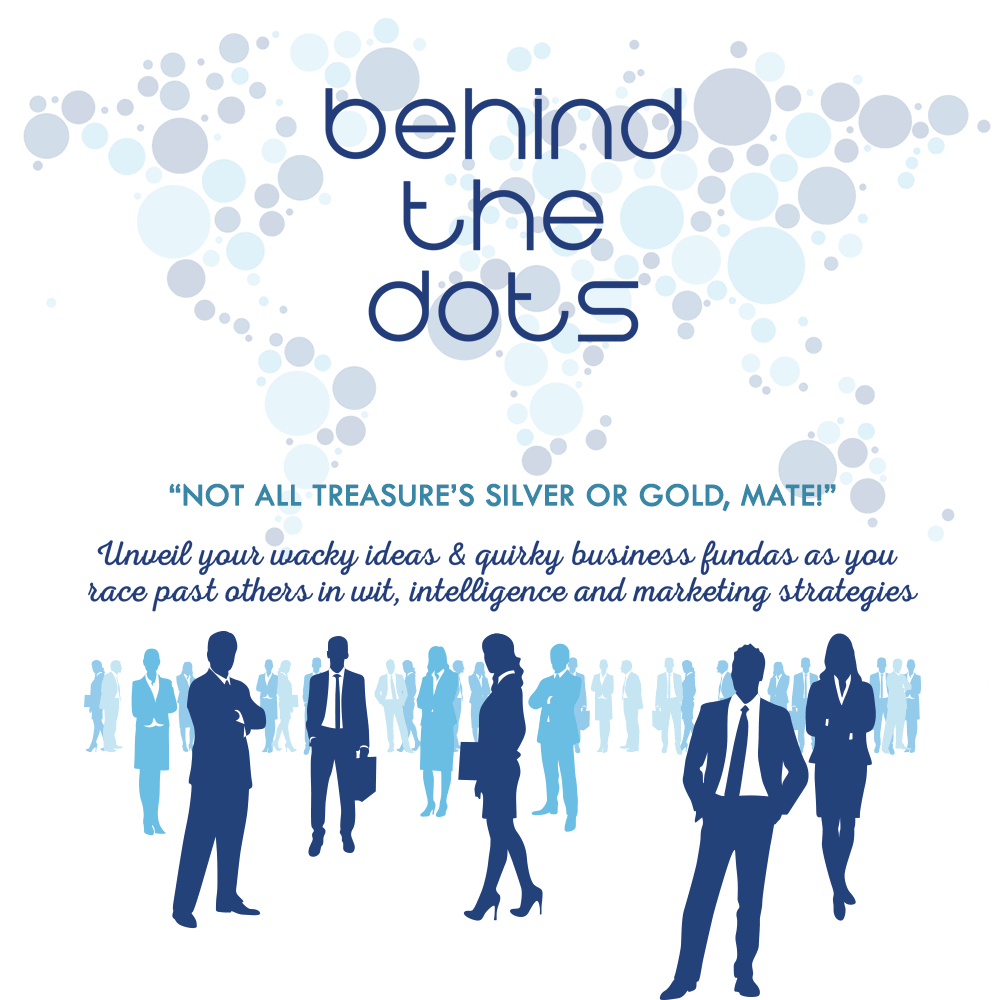 behind
the
dots
“NOT ALL TREASURE’S SILVER OR GOLD, MATE!”
Unveil your wacky ideas & quirky business fundas as you
race past others in wit, intelligence and marketing strategies